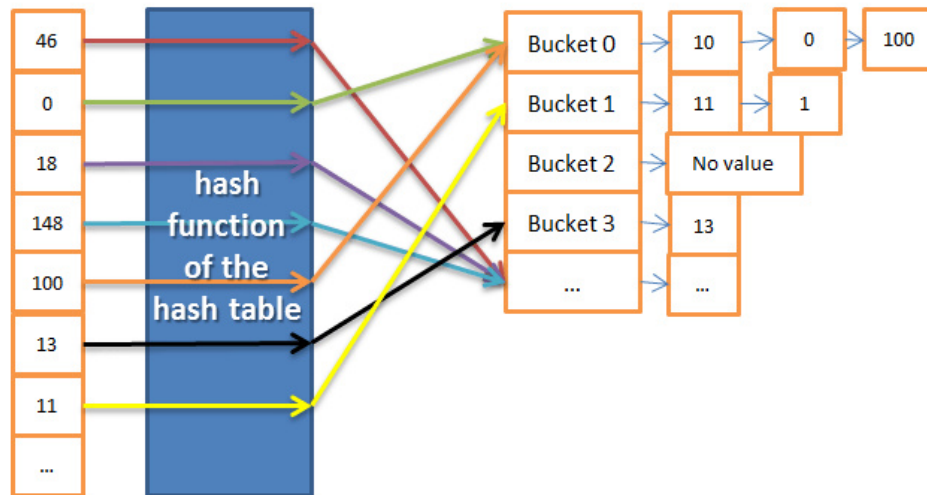 46
0
18
148
100
13
11
...
hash
function
of the
hash table
Bucket 0 10 0 100
Bucket 1 11 1
Bucket 2 No value
Bucket 3 13
... ...